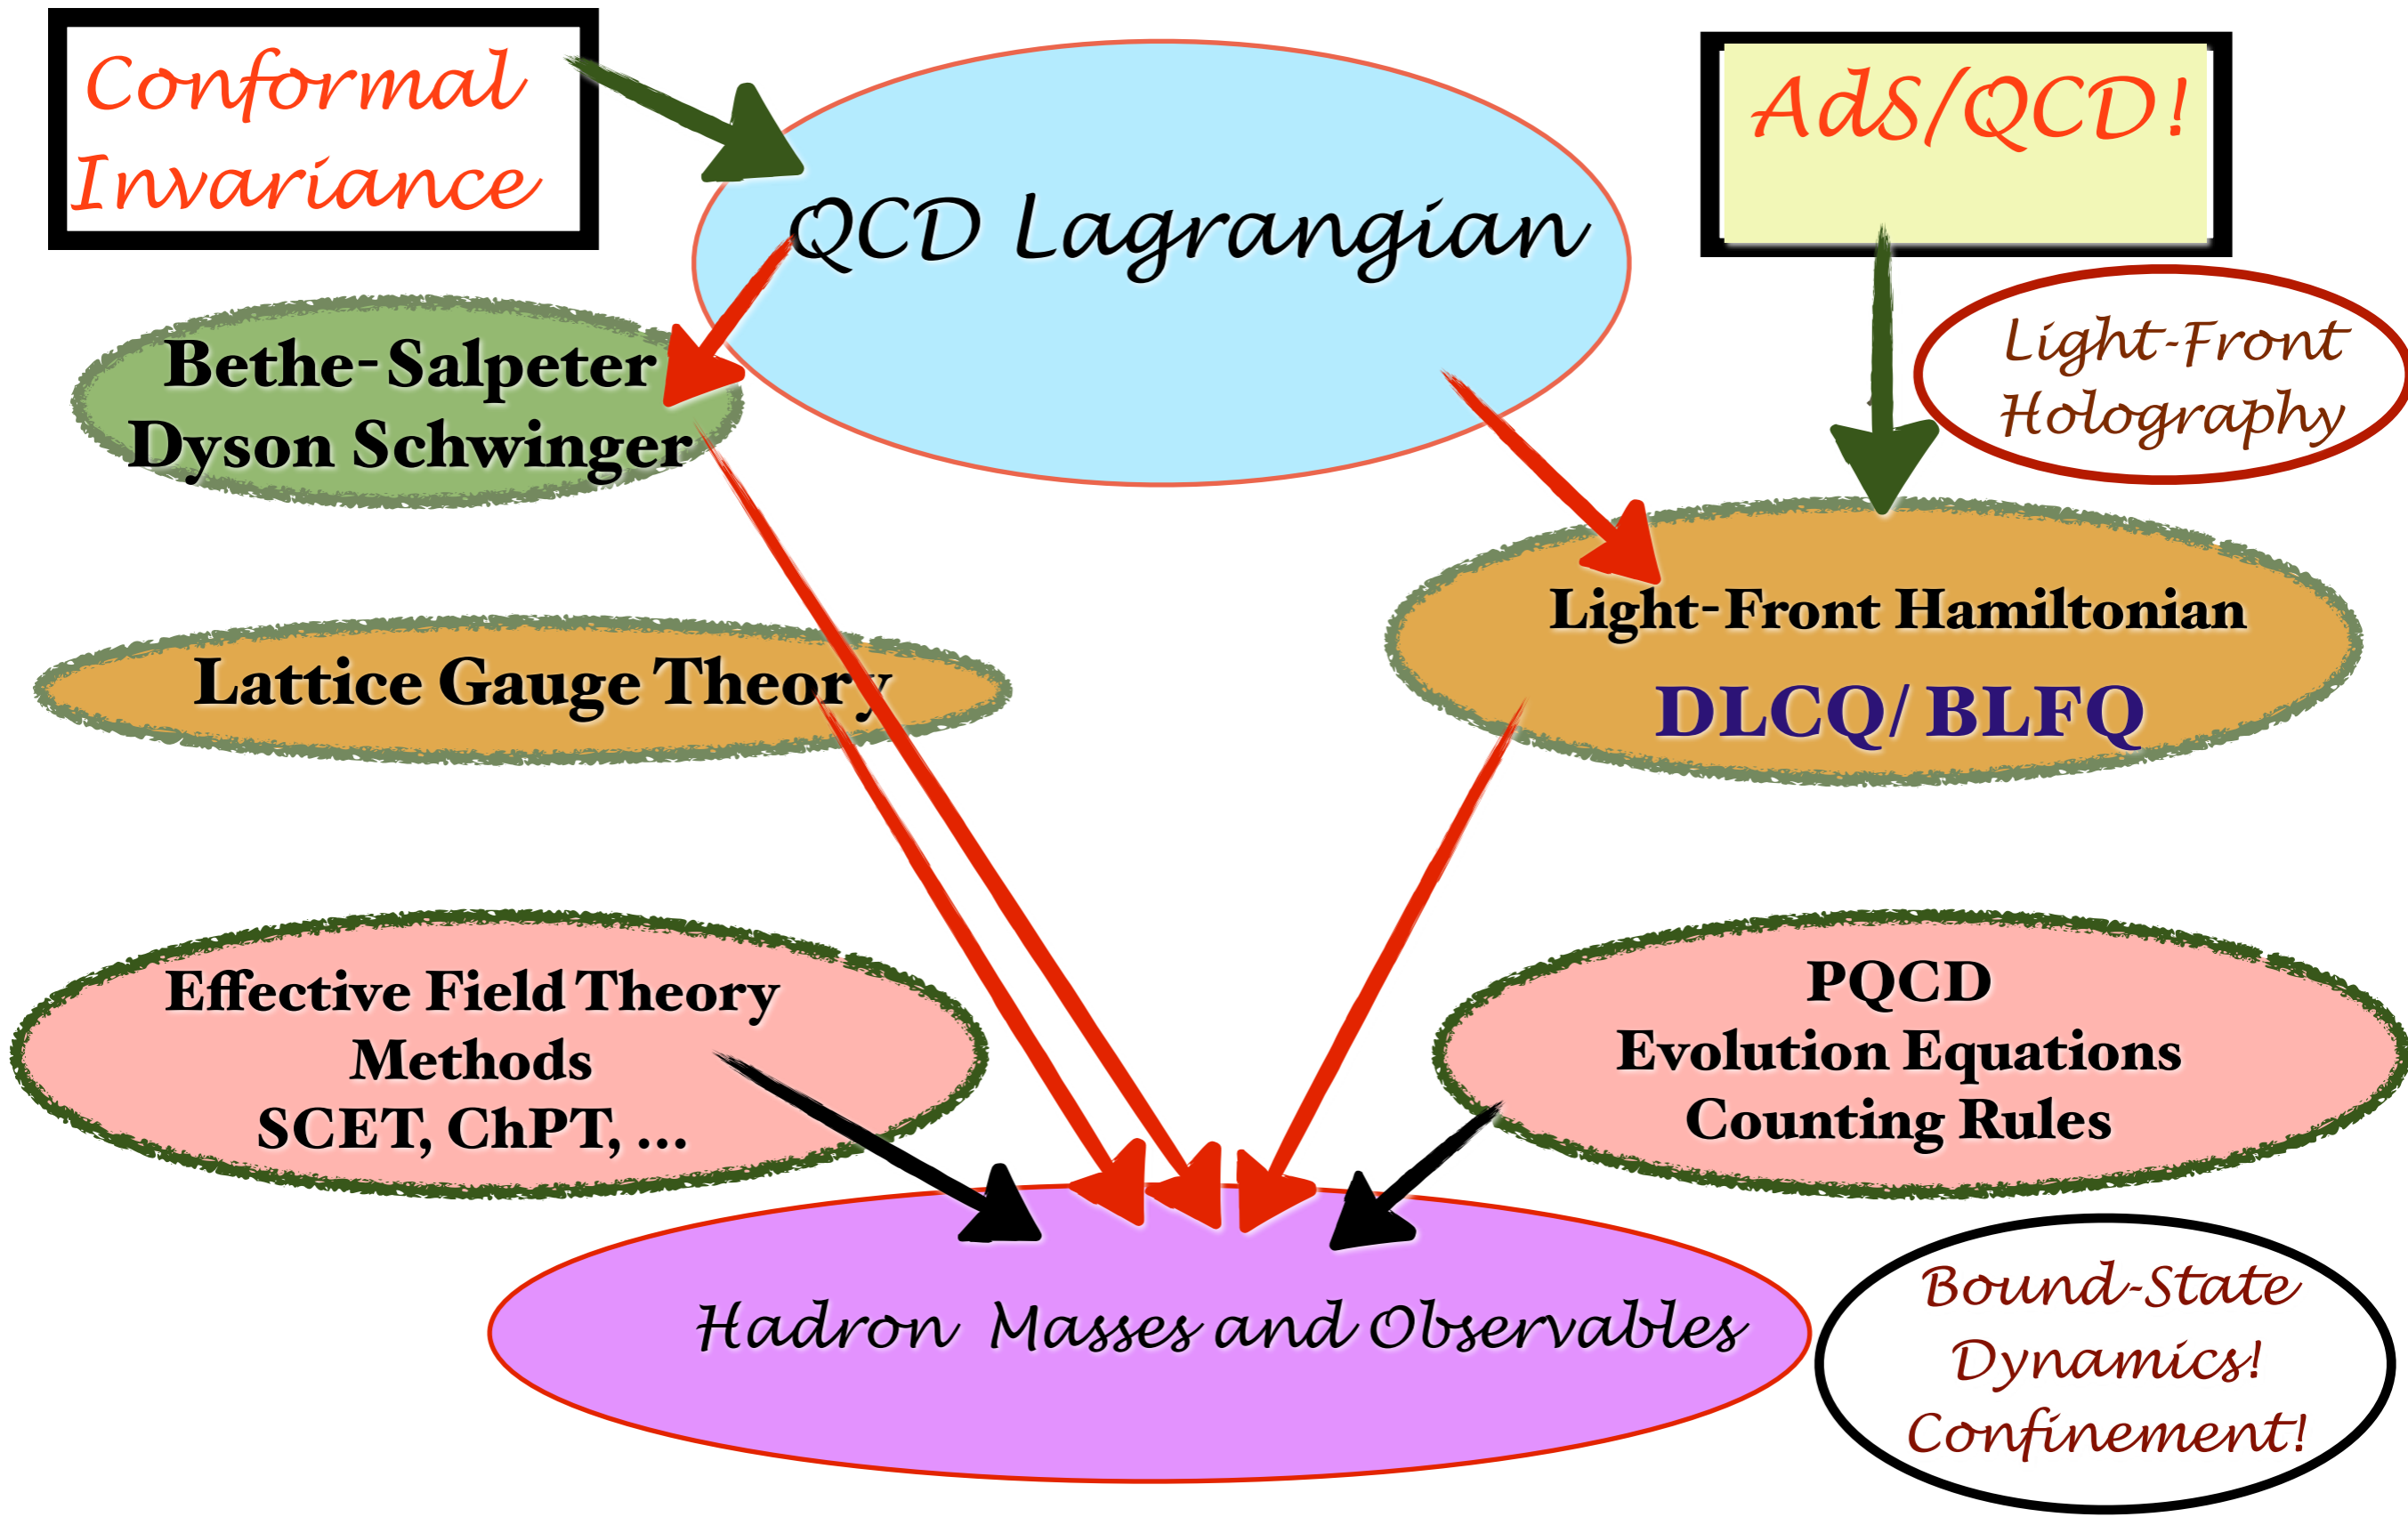 Conformal
Invariance
QCD Lagrangian
AdS/QCD!
Light-Front
Holography
Bethe-Salpeter
Dyson Schwinger
Lattice Gauge Theory
Light-Front Hamiltonian
DLCQ/ BLFQ
Effective Field Theory
Methods
SCET, ChPT, ...
PQCD
Evolution Equations
Counting Rules
Hadron Masses and Observables
Bound-State
Dynamics!
Confinement!